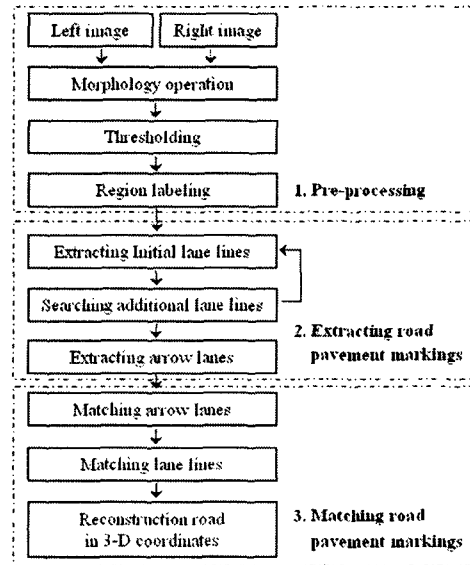 Left image
Right image
Morphology operation
Thresholding
Region labeling
1. Pre-processing
Extracting Initial lane lines
Searching additional lane lines
Extracting arrow lanes
2. Extracting road
pavement markings
Matching arrow lanes
Matching lane lines
Reconstruction road
in 3-D coordinates
3. Matching road
pavement markings